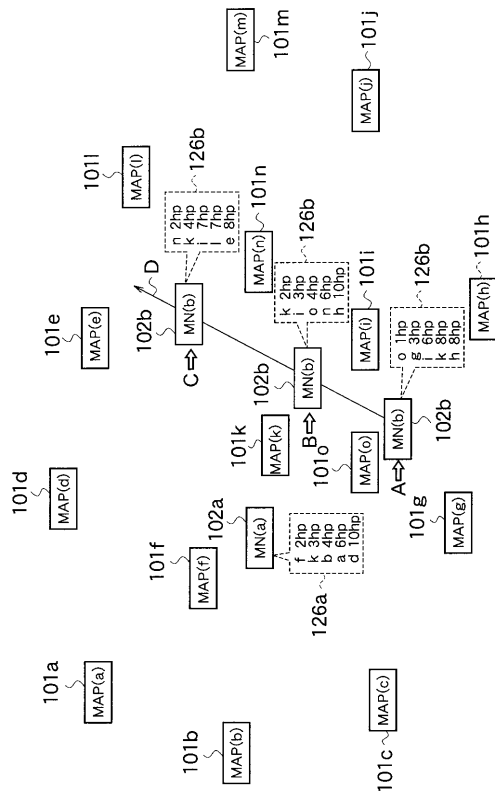 101a
MAP(a)
101d
MAP(d)
101e
MAP(e)
101l
MAP(l)
101m
MAP(m)
101b
MAP(b)
101f
MAP(f)
102a
MN(a)
126a
f 2hp
k 3hp
b 4hp
a 6hp
d 10hp
101k
MAP(k)
C
102b
MN(b)
D
126b
n 2hp
k 4hp
i 7hp
l 7hp
e 8hp
101j
MAP(j)
B
102b
MN(b)
101n
MAP(n)
126b
k 2hp
i 3hp
o 4hp
n 6hp
h 10hp
101o
MAP(o)
101i
MAP(i)
101c
MAP(c)
101g
MAP(g)
A
102b
MN(b)
126b
o 1hp
g 3hp
i 6hp
k 8hp
h 8hp
101h
MAP(h)